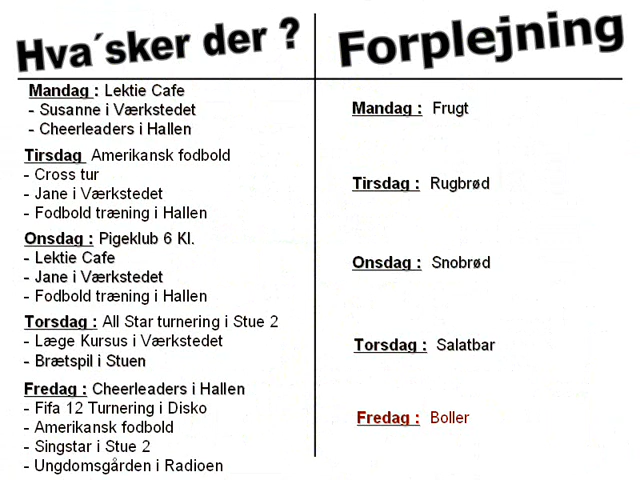 Hva´sker der ?
Mandag : Lektie Cafe
- Susanne i Værkstedet
- Cheerleaders i Hallen
Tirsdag  Amerikansk fodbold
- Cross tur
- Jane i Værkstedet
- Fodbold træning i Hallen
Onsdag : Pigeklub 6 Kl.
- Lektie Cafe
- Jane i Værkstedet
- Fodbold træning i Hallen
Torsdag : All Star turnering i Stue 2
- Læge Kursus i Værkstedet
- Brætspil i Stuen
Fredag : Cheerleaders i Hallen
- Fifa 12 Turnering i Disko
- Amerikansk fodbold
- Singstar i Stue 2
- Ungdomsgården i Radioen
Forplejning
Mandag : Frugt
Tirsdag : Rugbrød
Onsdag : Snobrød
Torsdag : Salatbar
Fredag : Boller